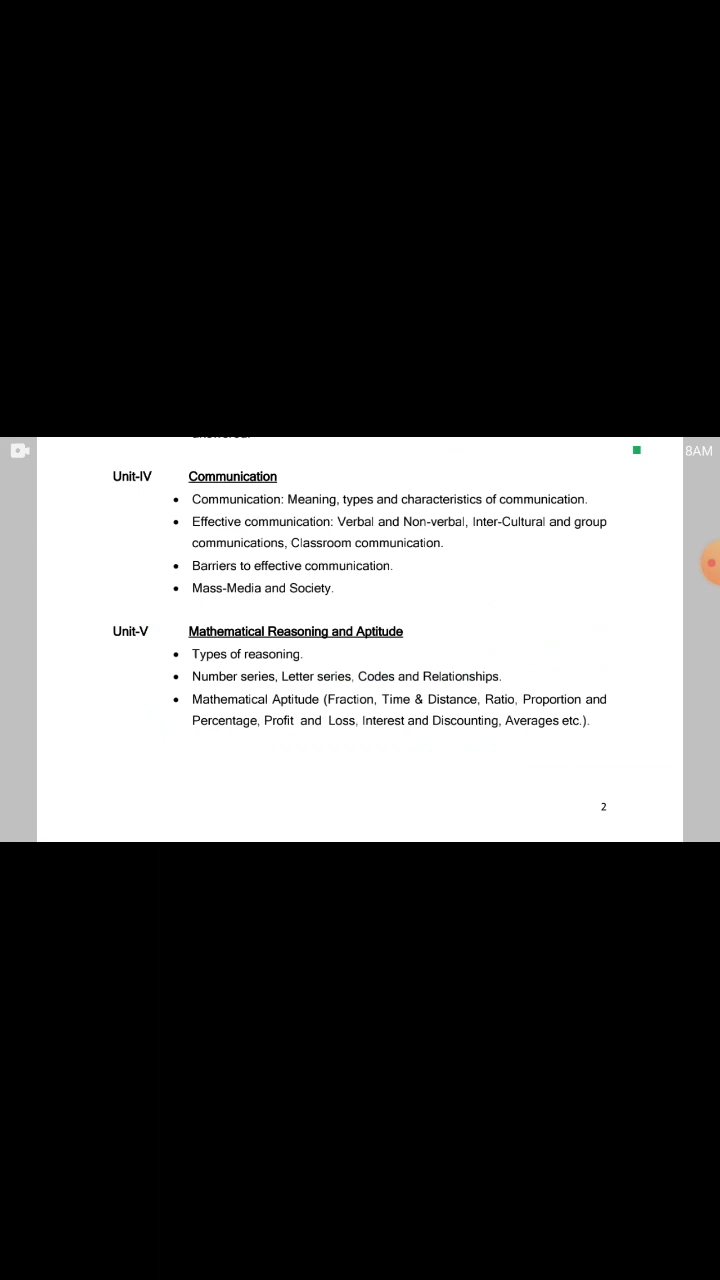 8AM
Unit-IV Communication
• Communication: Meaning, types and characteristics of communication.
• Effective communication: Verbal and Non-verbal, Inter-Cultural and group
communications, Classroom communication.
• Barriers to effective communication.
• Mass-Media and Society.
Unit-V Mathematical Reasoning and Aptitude
• Types of reasoning.
• Number series, Letter series, Codes and Relationships.
• Mathematical Aptitude (Fraction, Time & Distance, Ratio, Proportion and
Percentage, Profit and Loss, Interest and Discounting, Averages etc.).
2